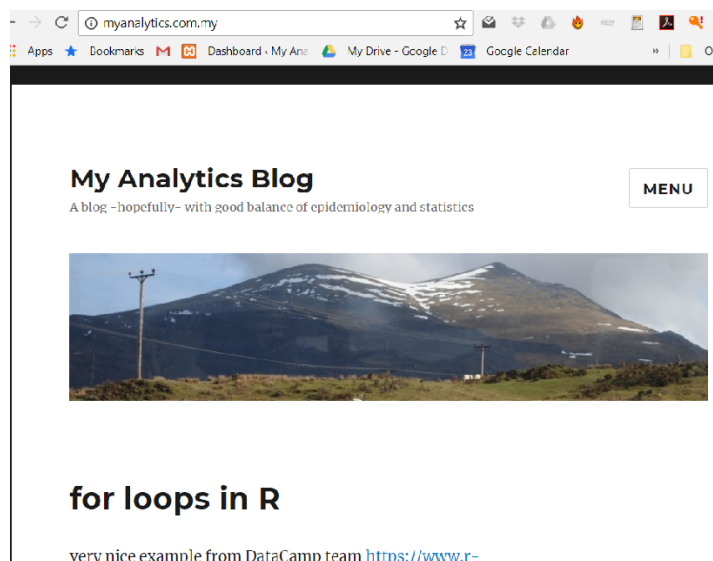 myanalytics.com.my
Apps Bookmarks Dashboard ‹ My Ana My Drive - Google D 23 Google Calendar » O
My Analytics Blog
MENU
A blog -hopefully- with good balance of epidemiology and statistics
for loops in R
very nice example from DataCamp team https://www.r-